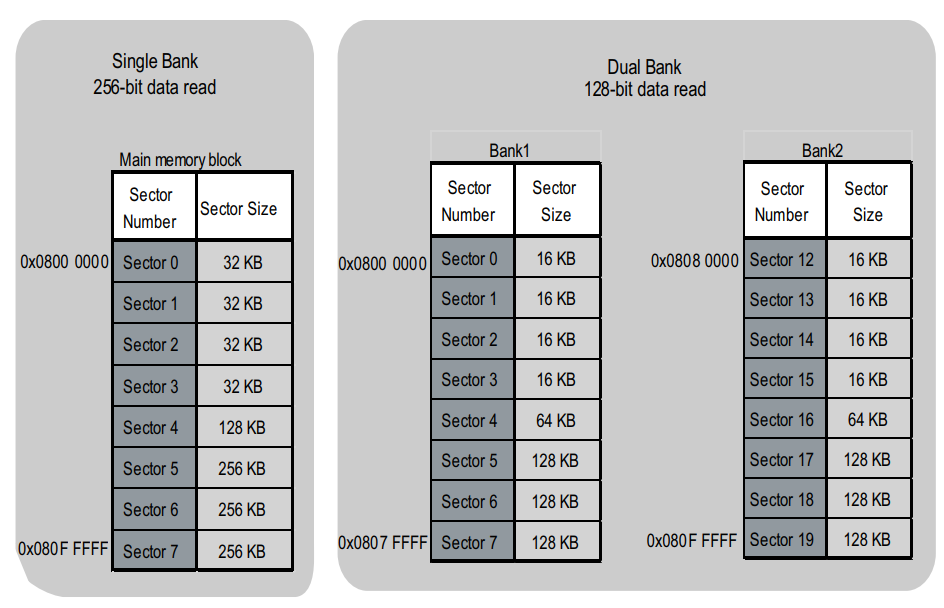 Single Bank
256-bit data read
Main memory block
Sector Number Sector Size
0x0800 0000 Sector 0 32 KB
Sector 1 32 KB
Sector 2 32 KB
Sector 3 32 KB
Sector 4 128 KB
Sector 5 256 KB
Sector 6 256 KB
0x080F FFFF Sector 7 256 KB
Dual Bank
128-bit data read
Bank1
Sector Number Sector Size
0x0800 0000 Sector 0 16 KB
Sector 1 16 KB
Sector 2 16 KB
Sector 3 16 KB
Sector 4 64 KB
Sector 5 128 KB
Sector 6 128 KB
0x0807 FFFF Sector 7 128 KB
Bank2
Sector Number Sector Size
0x0808 0000 Sector 12 16 KB
Sector 13 16 KB
Sector 14 16 KB
Sector 15 16 KB
Sector 16 64 KB
Sector 17 128 KB
Sector 18 128 KB
0x080F FFFF Sector 19 128 KB